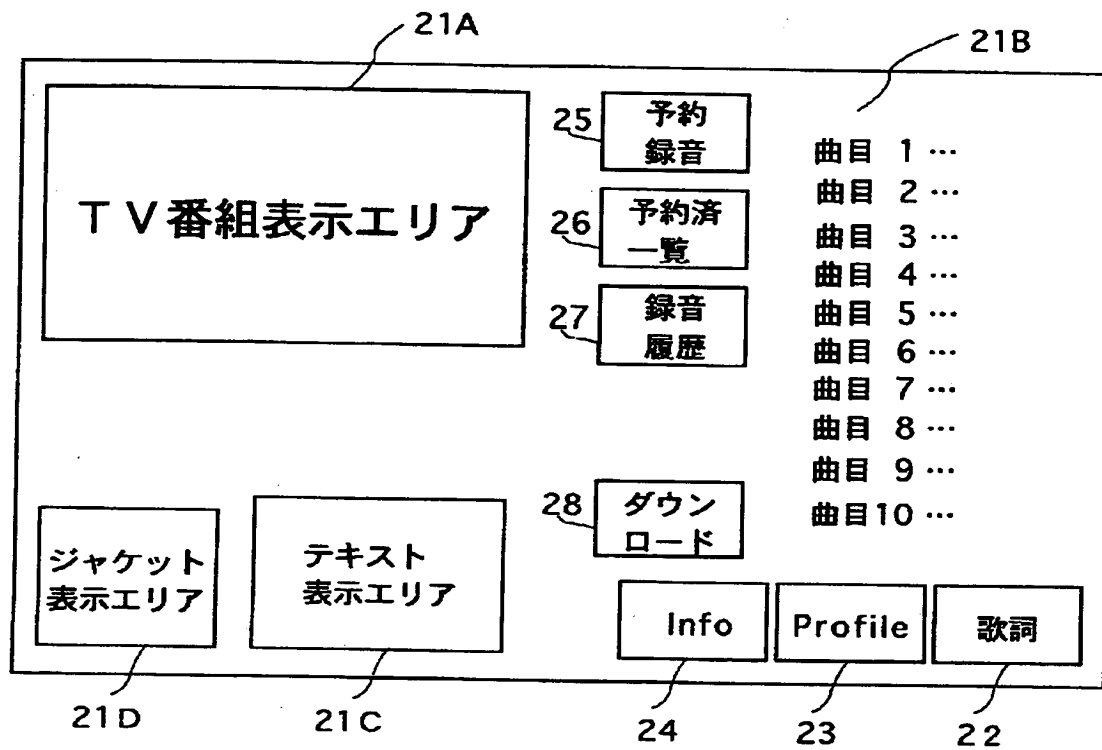 21A
21B
TV番組表示エリア
25
予約
録音
26
予約済
一覧
27
録音
履歴
曲目 1 …
曲目 2 …
曲目 3 …
曲目 4 …
曲目 5 …
曲目 6 …
曲目 7 …
曲目 8 …
曲目 9 …
曲目10 …
28
ダウン
ロード
ジャケット
表示エリア
テキスト
表示エリア
Info
Profile
歌詞
21D
21C
24
23
22